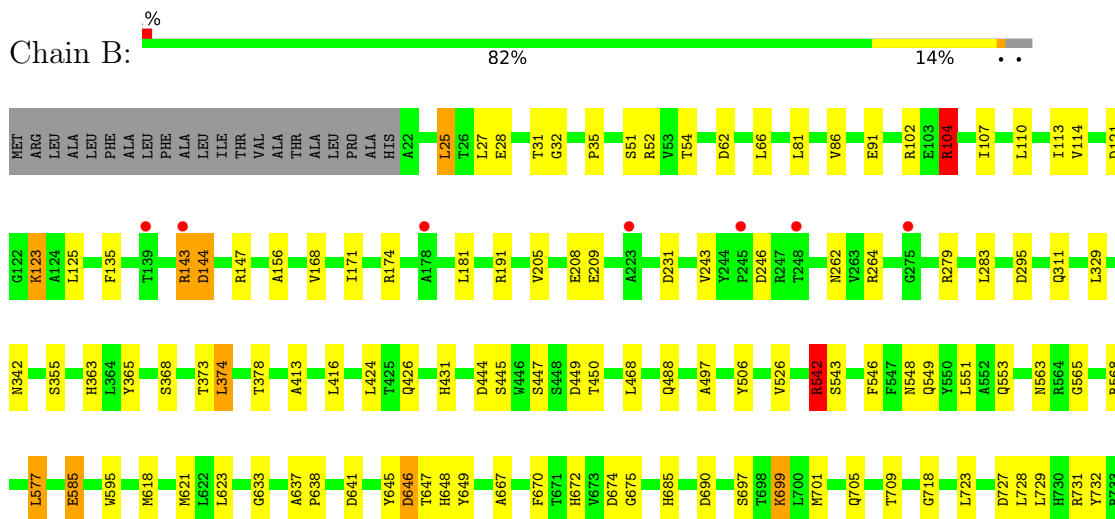 .%
Chain B:
82% 14% • •
MET ARG LEU ALA LEU PHE ALA LEU PHE ALA LEU ILE THR VAL ALA THR ALA LEU PRO ALA HIS A22 L25 T26 L27 E28 T31 G32 P35 S51 R52 V53 T54 D62 L66 L81 V86 E91 R102 E103 R104 I107 L110 I113 V114
G122 K123 A124 L125 F135 T139 R143 D144 R147 A156 V168 I171 R174 A178 L181 R191 V205 E208 E209 A223 D231 V243 Y244 P245 D246 R247 T248 N262 V263 R264 G275 R279 L283 D295 Q311 L329
N342 S355 H363 L364 Y365 S368 T373 L374 T378 A413 L416 L424 T425 Q426 H431 D444 S445 W446 S447 S448 D449 T450 L468 Q488 A497 Y506 V526 R542 S543 F546 F547 N548 Q549 Y550 L551 A552 Q553 N563 R564 G565
L577 E585 W595 M618 M621 L622 L623 G633 A637 P638 D641 Y645 D646 T647 H648 Y649 A667 F670 T671 H672 V673 D674 G675 H685 D690 S697 T698 K699 L700 M701 Q705 T709 G718 L723 D727 L728 L729 H730 R731 Y732